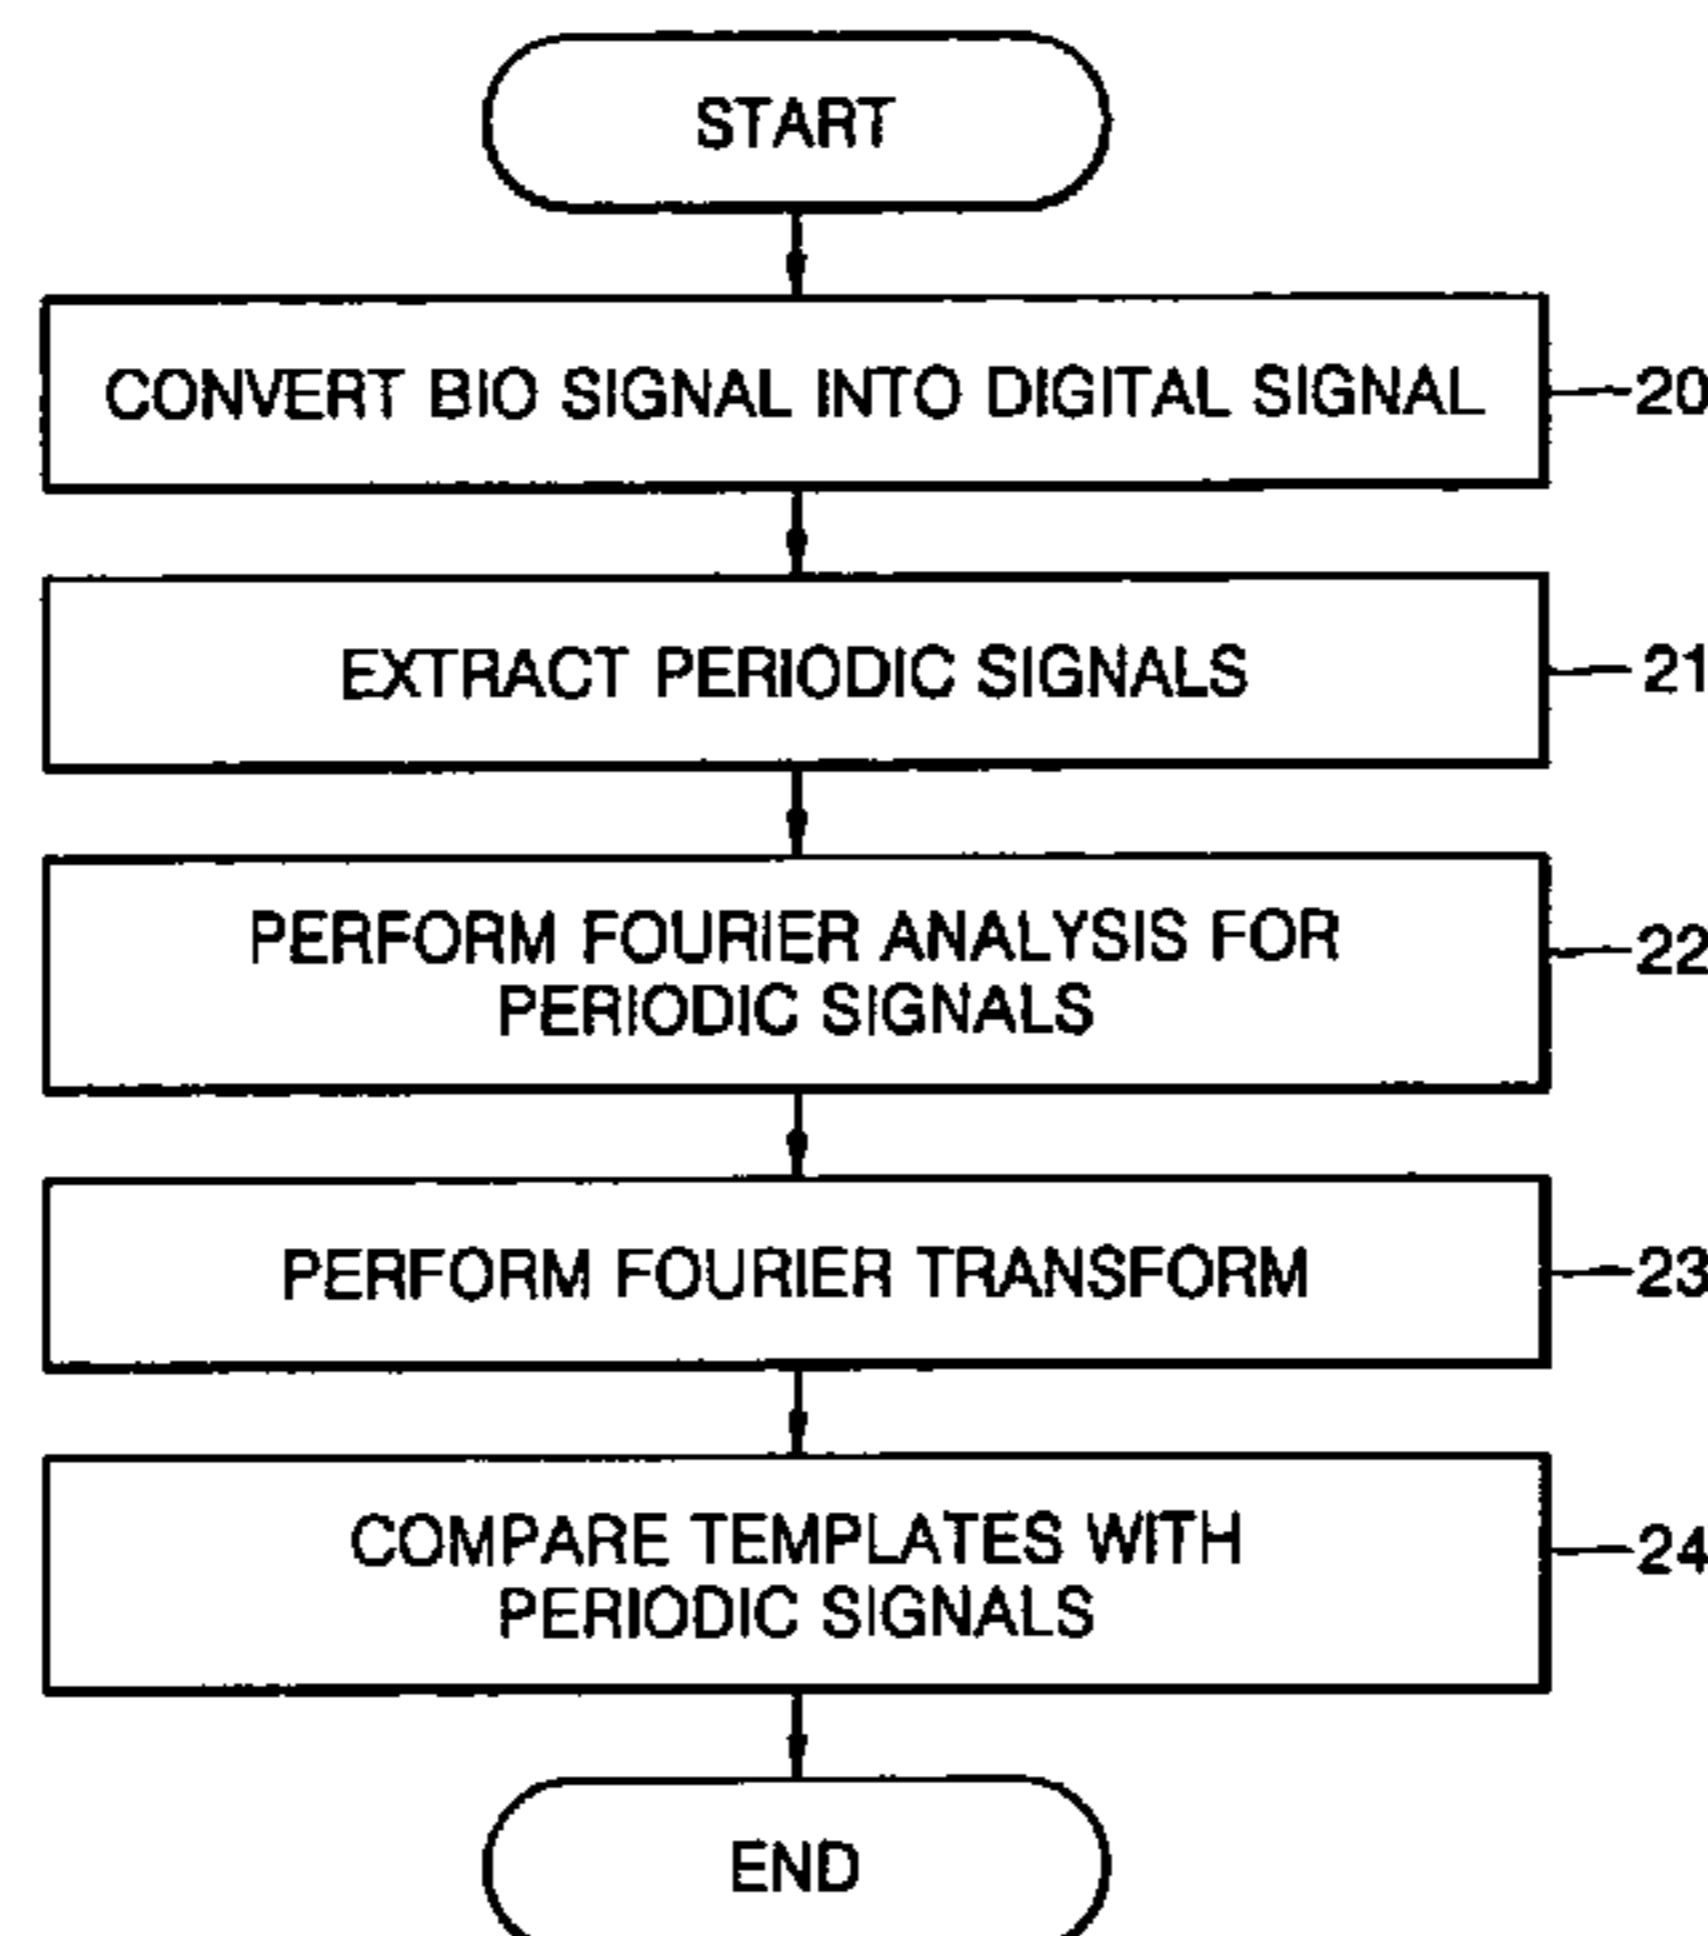 START
CONVERT BIO SIGNAL INTO DIGITAL SIGNAL
20
EXTRACT PERIODIC SIGNALS
21
PERFORM FOURIER ANALYSIS FOR
PERIODIC SIGNALS
22
PERFORM FOURIER TRANSFORM
23
COMPARE TEMPLATES WITH
PERIODIC SIGNALS
24
END